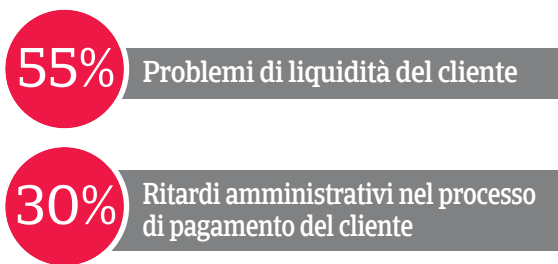 55%
Problemi di liquidità del cliente
30%
Ritardi amministrativi nel processo
di pagamento del cliente